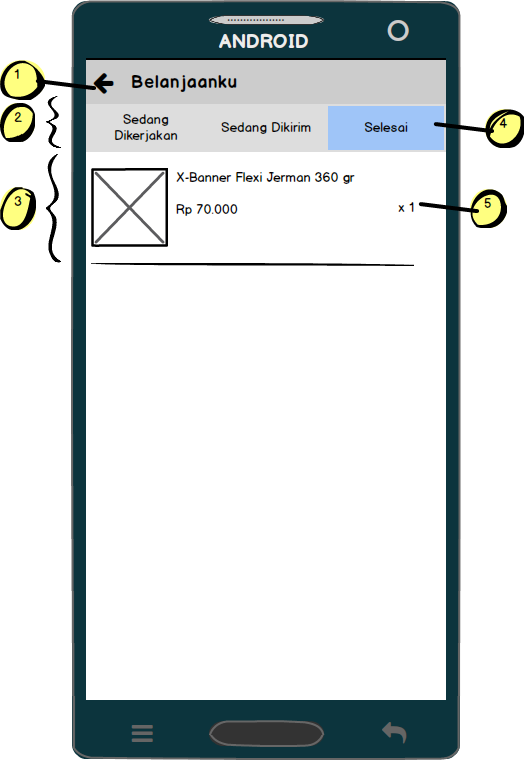 ANDROID
1
Belanjaanku
2
Sedang
Dikerjakan
Sedang Dikirim
Selesai
4
3
X-Banner Flexi Jerman 360 gr
Rp 70.000
x 1
5